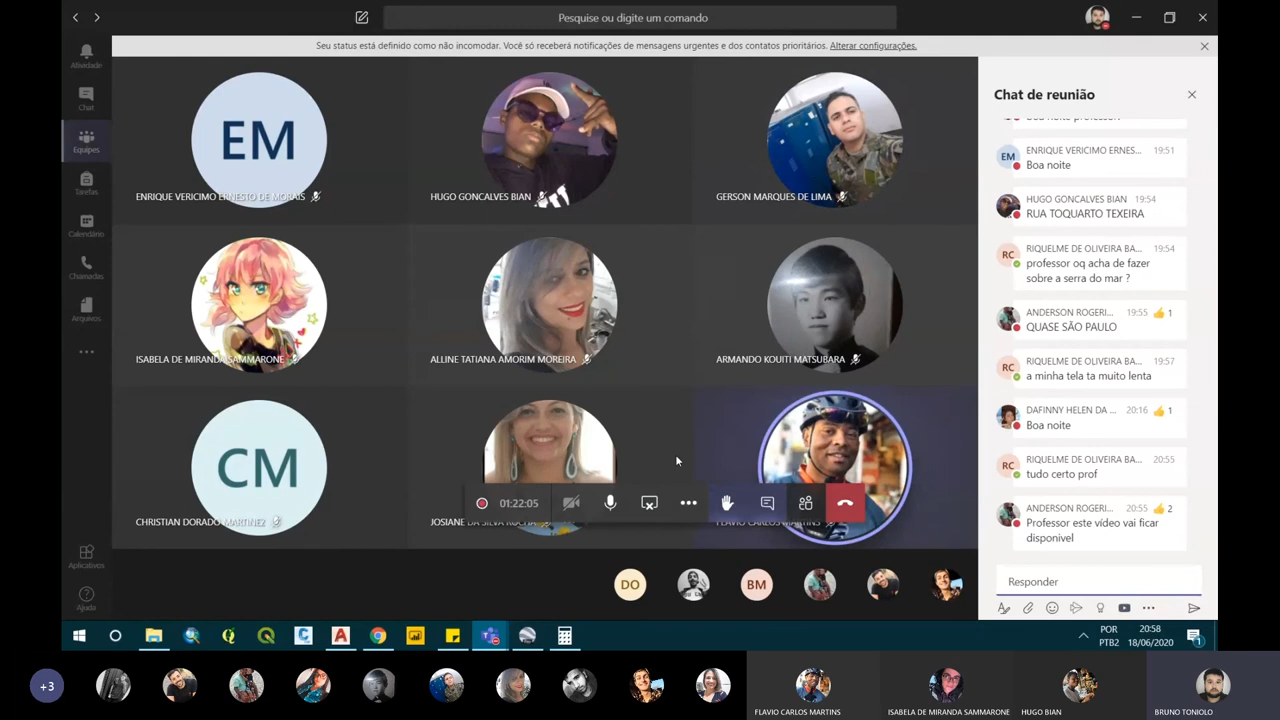 Pesquise ou digite um comando
Seu status está definido como não incomodar. Você só receberá notificações de mensagens urgentes e dos contatos prioritários. Alterar configurações.
Atividade
Chat
Equipes
Tarefas
Calendário
Chamadas
Arquivos
Aplicativos
Ajuda
EM
ENRIQUE VERICIMO ERNESTO DE MORAIS
HUGO GONCALVES BIAN
GERSON MARQUES DE LIMA
ISABELA DE MIRANDA SAMMARONE
ALLINE TATIANA AMORIM MOREIRA
ARMANDO KOUITI MATSUBARA
CM
CHRISTIAN DORADO MARTINEZ
JOSIANE DA SILVA ROCHA
FLAVIO CARLOS MARTINS
01:22:05
DO
BM
Chat de reunião
EM
ENRIQUE VERICIMO ERNES... 19:51
Boa noite
HUGO GONCALVES BIAN 19:54
RUA TOQUARTO TEXEIRA
RC
RIQUELME DE OLIVEIRA BA... 19:54
professor oq acha de fazer
sobre a serra do mar ?
ANDERSON ROGERI... 19:55 1
QUASE SÃO PAULO
RC
RIQUELME DE OLIVEIRA BA... 19:57
a minha tela ta muito lenta
DAFINNY HELEN DA ... 20:16 1
Boa noite
RC
RIQUELME DE OLIVEIRA BA... 20:55
tudo certo prof
ANDERSON ROGERI... 20:55 2
Professor este vídeo vai ficar
disponivel
Responder
POR
PTB2
20:58
18/06/2020
1
+3
FLAVIO CARLOS MARTINS
ISABELA DE MIRANDA SAMMARONE
HUGO BIAN
BRUNO TONIOLO